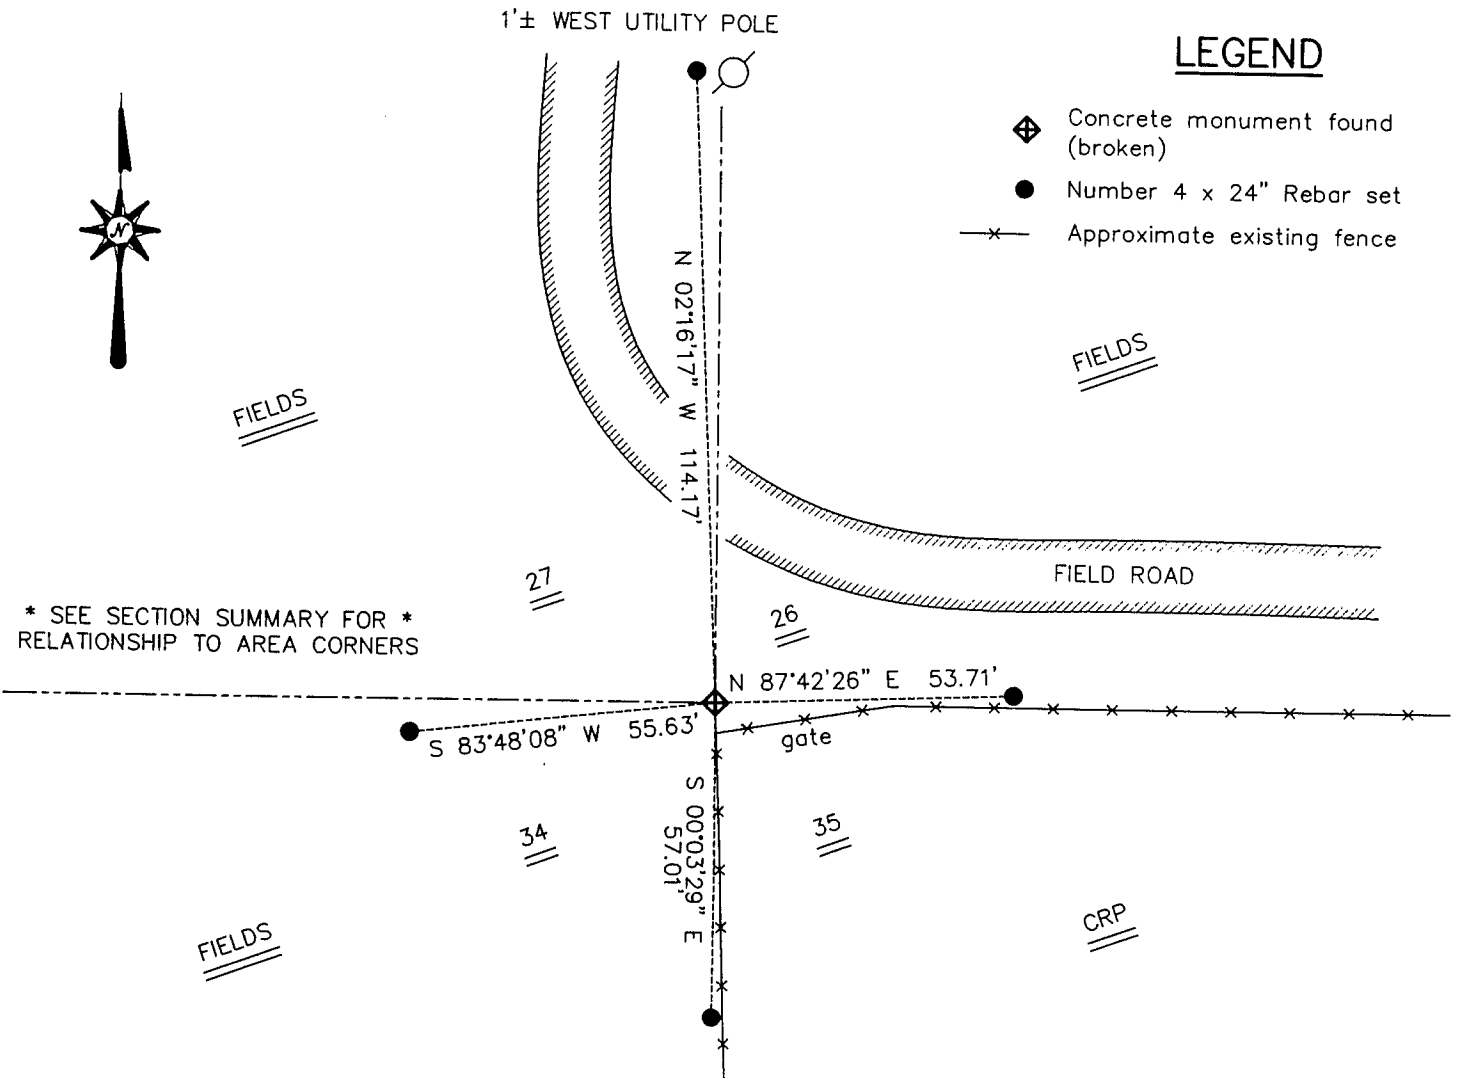 1'± WEST UTILITY POLE
LEGEND
Concrete monument found
(broken)
Number 4 x 24" Rebar set
Approximate existing fence
N
N 02°16'17" W 114.17'
FIELDS
FIELDS
FIELD ROAD
27
26
* SEE SECTION SUMMARY FOR *
RELATIONSHIP TO AREA CORNERS
N 87°42'26" E 53.71'
S 83°48'08" W 55.63'
gate
S 00°03'29" E
57.01'
34
35
FIELDS
CRP